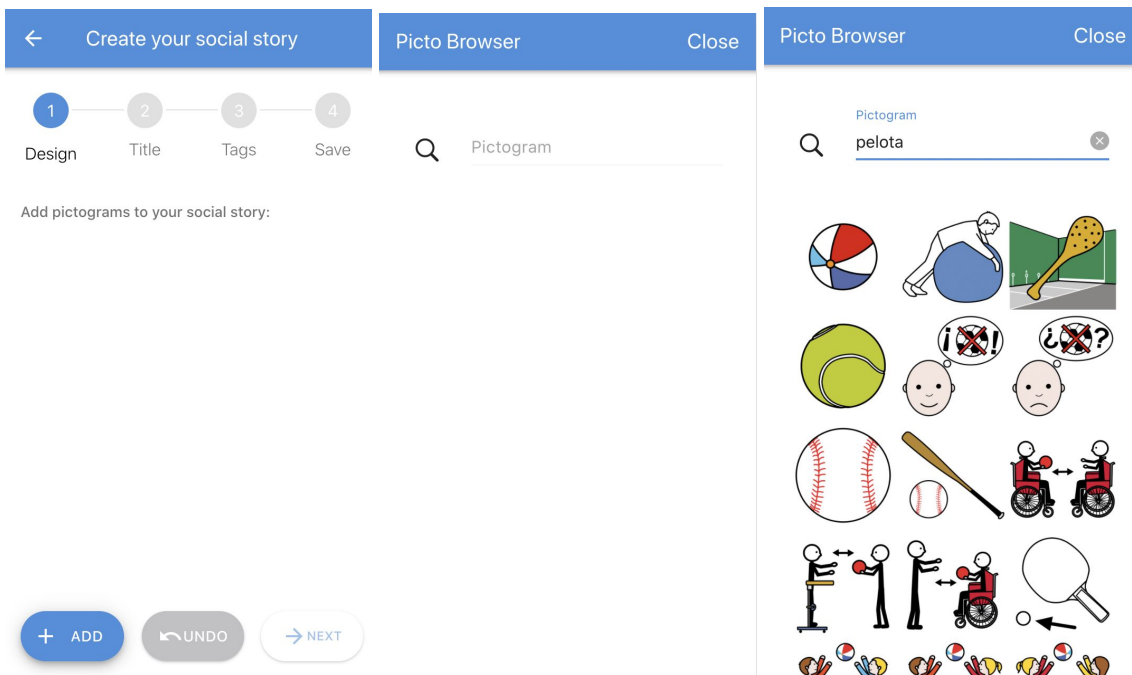 Create your social story
1 2 3 4
Design Title Tags Save
Add pictograms to your social story:
+ ADD UNDO NEXT
Picto Browser Close
Pictogram
Picto Browser Close
Pictogram
pelota
¡ !
¿ ?